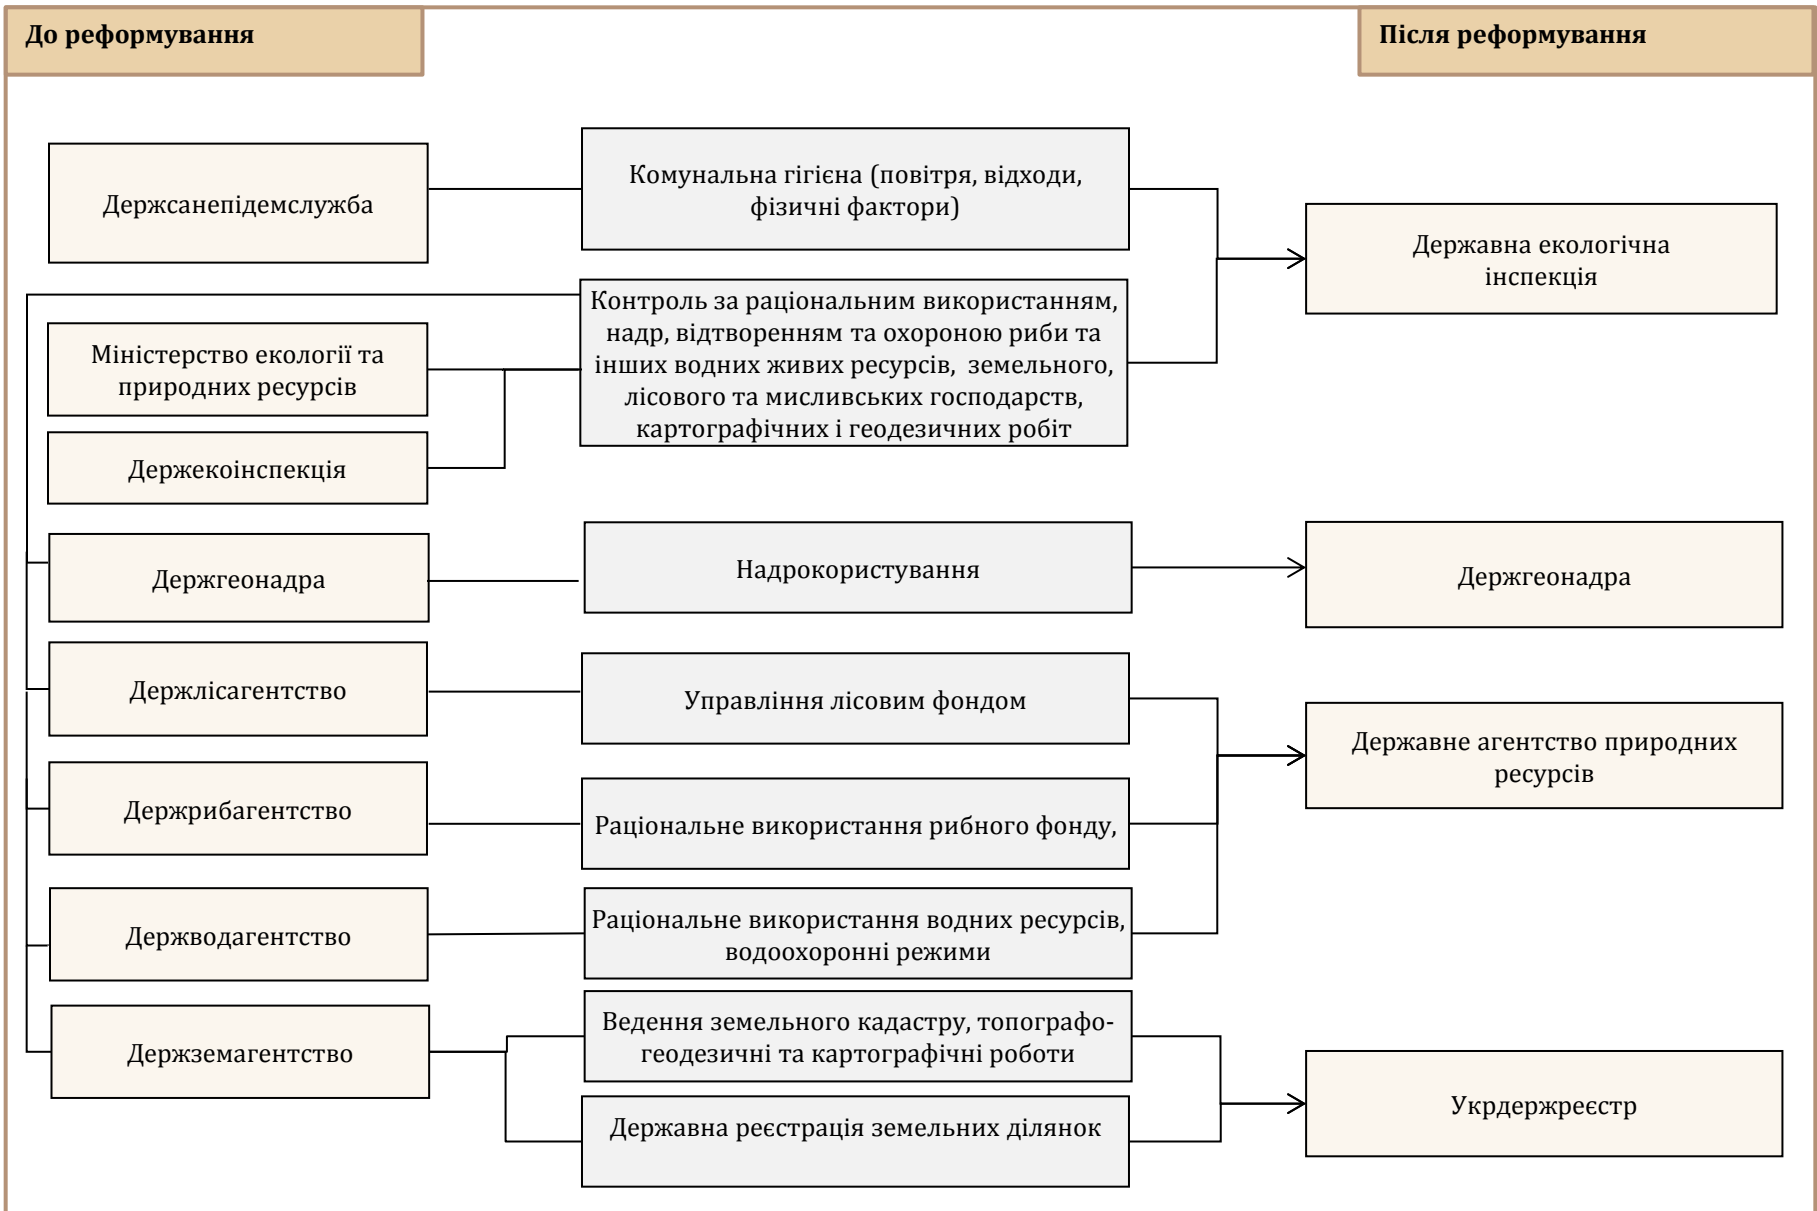 До реформування
Після реформування
Держсанепідемслужба
Комунальна гігієна (повітря, відходи,
фізичні фактори)
Державна екологічна
інспекція
Міністерство екології та
природних ресурсів
Контроль за раціональним використанням,
надр, відтворенням та охороною риби та
інших водних живих ресурсів, земельного,
лісового та мисливських господарств,
картографічних і геодезичних робіт
Держекоінспекція
Держгеонадра
Надрокористування
Держгеонадра
Держлісагентство
Управління лісовим фондом
Державне агентство природних
ресурсів
Держрибагентство
Раціональне використання рибного фонду,
Держводагентство
Раціональне використання водних ресурсів,
водоохоронні режими
Держземагентство
Ведення земельного кадастру, топографо-
геодезичні та картографічні роботи
Державна реєстрація земельних ділянок
Укрдержреєстр